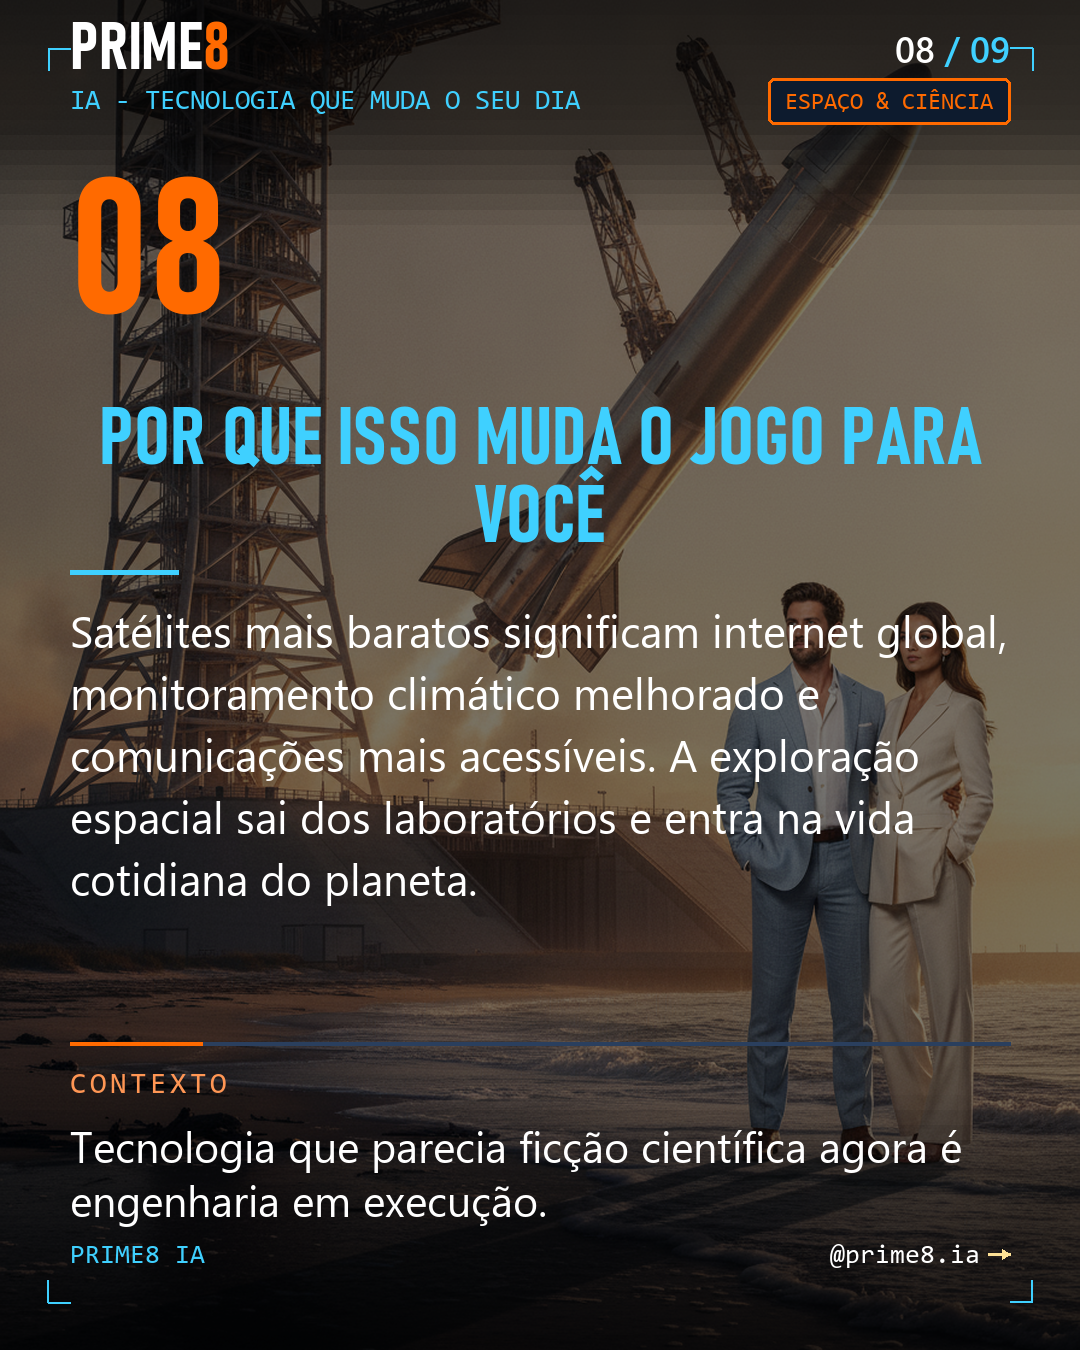 PRIME8
08 / 09
IA - TECNOLOGIA QUE MUDA O SEU DIA
ESPAÇO & CIÊNCIA
08
POR QUE ISSO MUDA O JOGO PARA
VOCÊ
Satélites mais baratos significam internet global,
monitoramento climático melhorado e
comunicações mais acessíveis. A exploração
espacial sai dos laboratórios e entra na vida
cotidiana do planeta.
CONTEXTO
Tecnologia que parecia ficção científica agora é
engenharia em execução.
PRIME8 IA
@prime8.ia